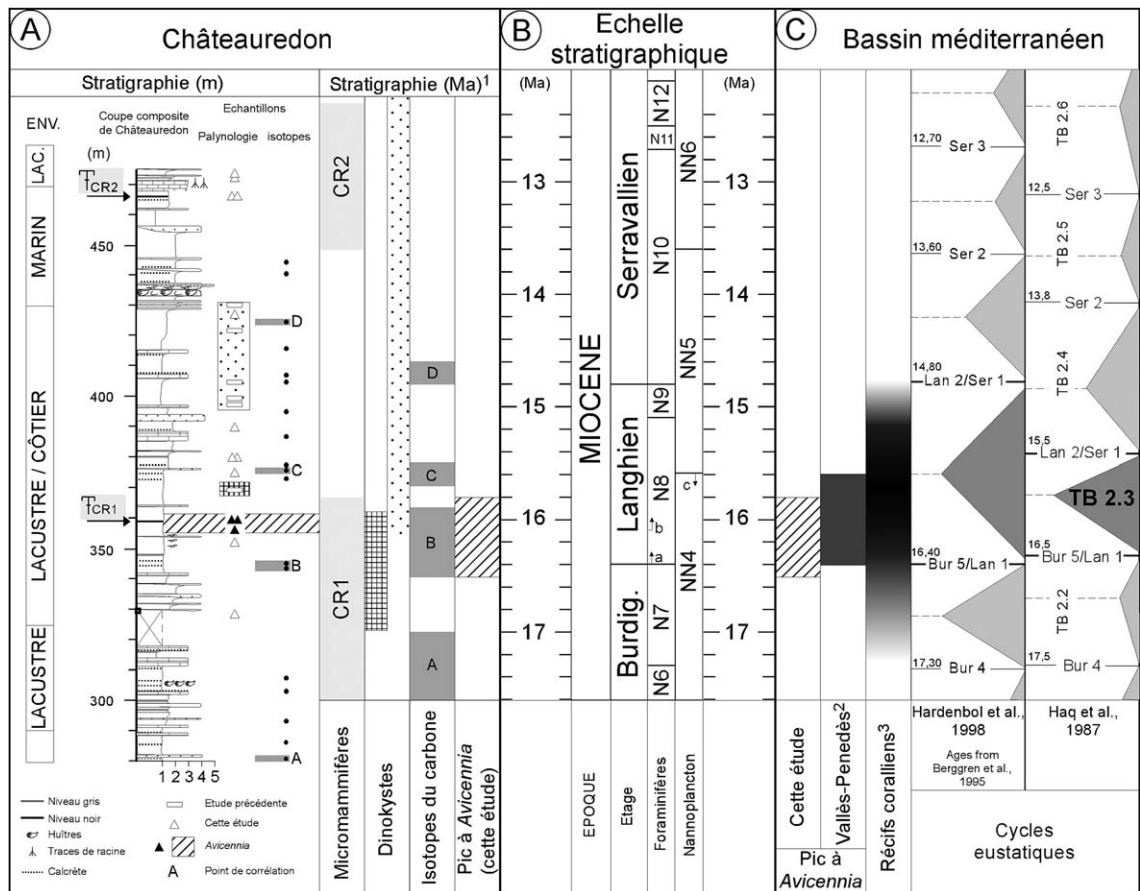 A
Châteauredon
Stratigraphie (m)
Stratigraphie (Ma)1
ENV.
Coupe composite
de Châteauredon
(m)
Echantillons
Palynologie
isotopes
LAC.
MARIN
LACUSTRE / CÔTIER
LACUSTRE
CR2
CR1
450
400
350
300
1 2 3 4 5
D
C
B
A
CR2
CR1
D
C
B
A
Micromammifères
Dinokystes
Isotopes du carbone
Pic à Avicennia
(cette étude)
Niveau gris
Niveau noir
Huîtres
Traces de racine
Calcrète
Etude précédente
Cette étude
Avicennia
A Point de corrélation
B
Echelle
stratigraphique
(Ma)
(Ma)
13
14
15
16
17
MIOCENE
Serravallien
Langhien
Burdig.
N12
N11
N10
N9
N8
N7
N6
b
a
NN6
NN5
c
NN4
13
14
15
16
17
EPOQUE
Etage
Foraminifères
Nannoplancton
C
Bassin méditerranéen
12,70
Ser 3
13,60
Ser 2
14,80
Lan 2/Ser 1
16,40
Bur 5/Lan 1
17,30
Bur 4
TB 2.6
12,5
Ser 3
TB 2.5
13,8
Ser 2
TB 2.4
15,5
Lan 2/Ser 1
TB 2.3
16,5
Bur 5/Lan 1
TB 2.2
17,5
Bur 4
Cette étude
Vallès-Penedès2
Pic à
Avicennia
Récifs coralliens3
Hardenbol et al.,
1998
Ages from
Berggren et al.,
1995
Haq et al.,
1987
Cycles
eustatiques